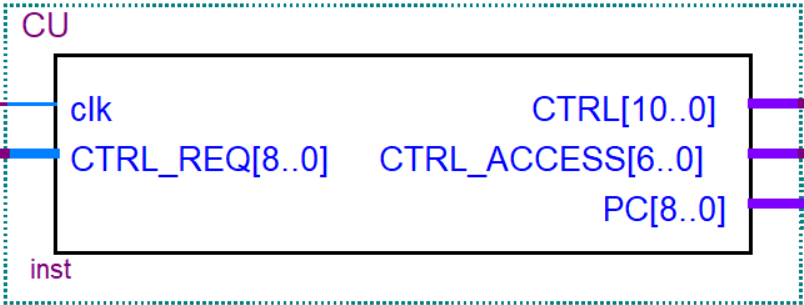 CU
clk
CTRL[10..0]
CTRL_REQ[8..0]
CTRL_ACCESS[6..0]
PC[8..0]
inst